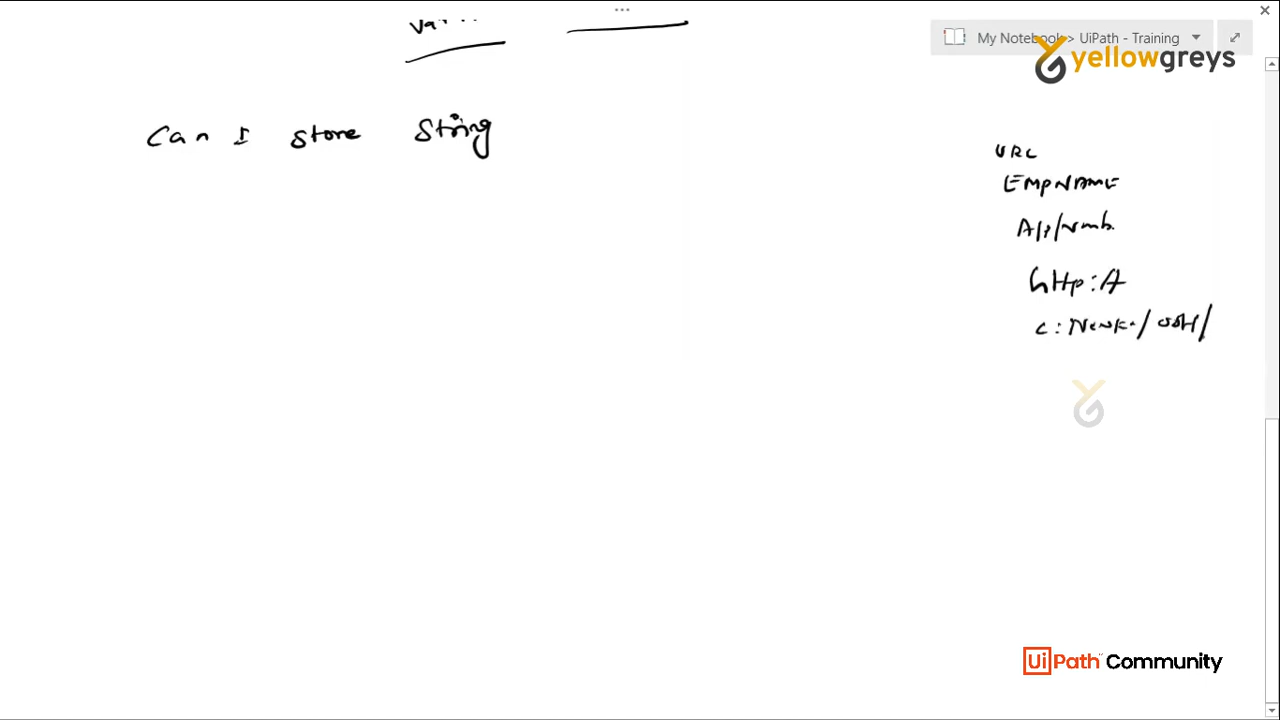 My Notebook > UiPath - Training
yellowgreys
Can I store String
URL
EMPNAME
http:
UiPath Community